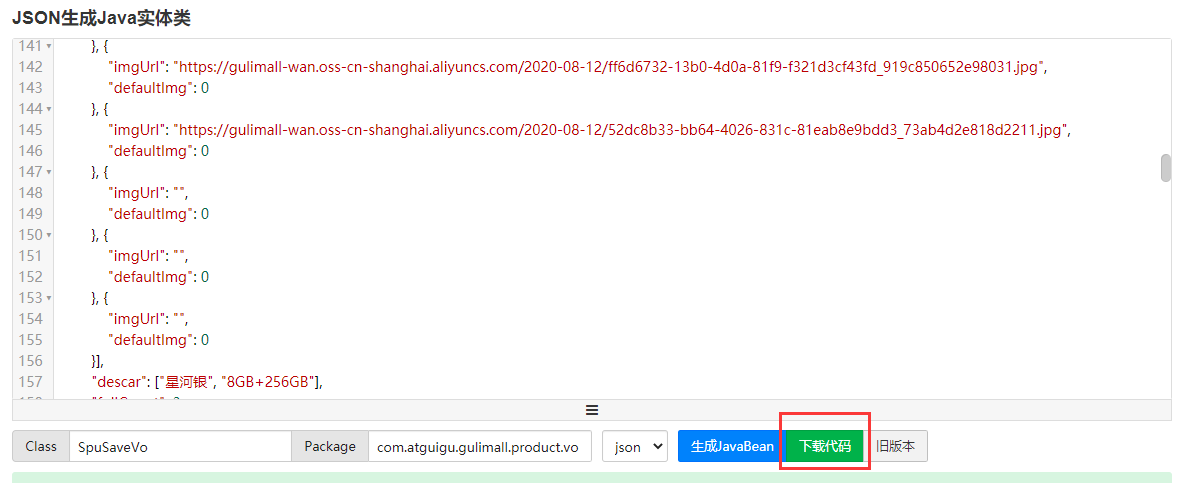 JSON生成Java实体类
141 }, {
142 "imgUrl": "https://gulimall-wan.oss-cn-shanghai.aliyuncs.com/2020-08-12/ff6d6732-13b0-4d0a-81f9-f321d3cf43fd_919c850652e98031.jpg",
143 "defaultImg": 0
144 }, {
145 "imgUrl": "https://gulimall-wan.oss-cn-shanghai.aliyuncs.com/2020-08-12/52dc8b33-bb64-4026-831c-81eab8e9bdd3_73ab4d2e818d2211.jpg",
146 "defaultImg": 0
147 }, {
148 "imgUrl": "",
149 "defaultImg": 0
150 }, {
151 "imgUrl": "",
152 "defaultImg": 0
153 }, {
154 "imgUrl": "",
155 "defaultImg": 0
156 }],
157 "descar": ["星河银", "8GB+256GB"],
Class SpuSaveVo Package com.atguigu.gulimall.product.vo json 生成JavaBean 下载代码 旧版本